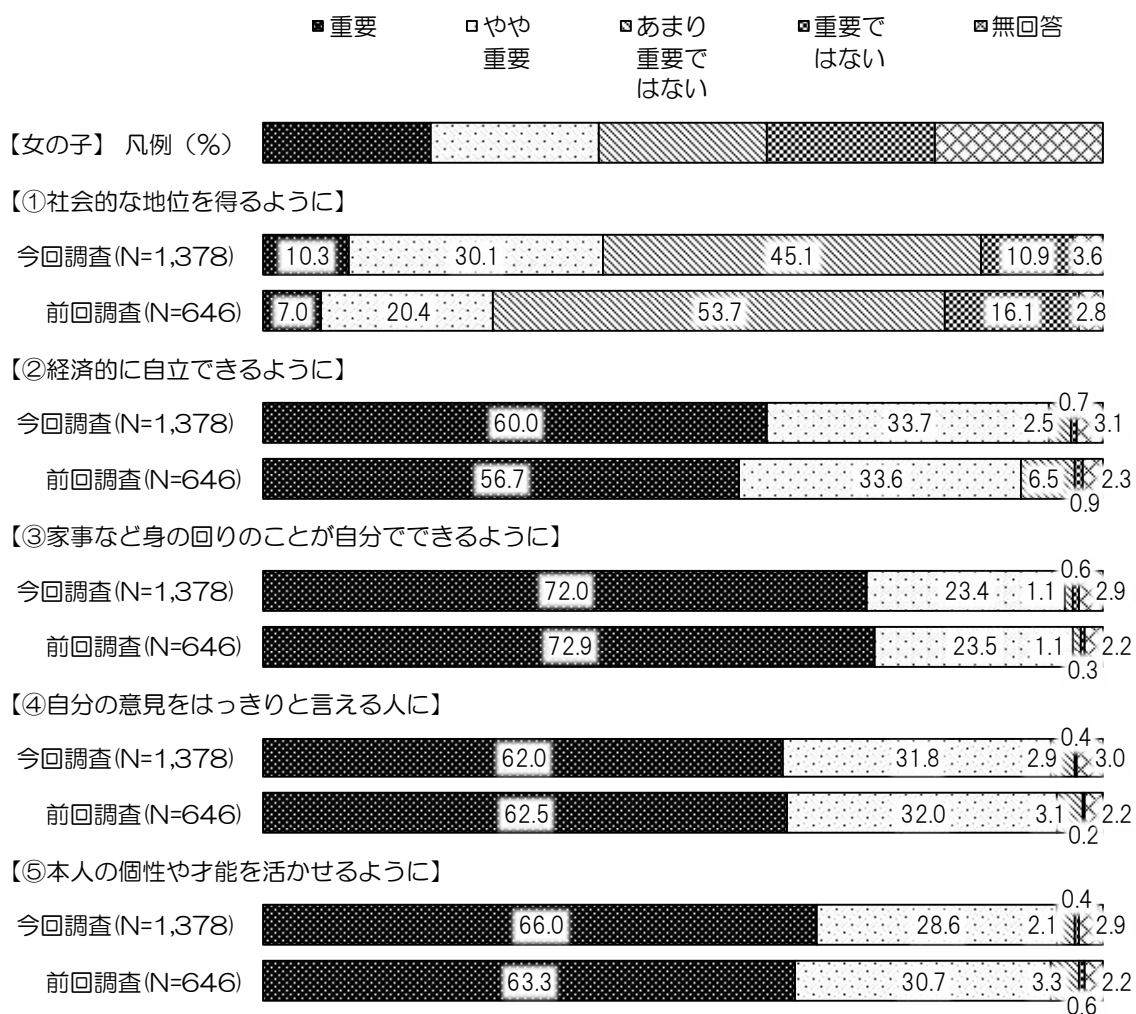 重要 やや重要 あまり重要ではない 重要ではない 無回答
【女の子】 凡例（％）
【①社会的な地位を得るように】
今回調査(N=1,378) 10.3 30.1 45.1 10.9 3.6
前回調査(N=646) 7.0 20.4 53.7 16.1 2.8
【②経済的に自立できるように】
今回調査(N=1,378) 60.0 33.7 2.5 0.7 3.1
前回調査(N=646) 56.7 33.6 6.5 0.9 2.3
【③家事など身の回りのことが自分でできるように】
今回調査(N=1,378) 72.0 23.4 1.1 0.6 2.9
前回調査(N=646) 72.9 23.5 1.1 0.3 2.2
【④自分の意見をはっきりと言える人に】
今回調査(N=1,378) 62.0 31.8 2.9 0.4 3.0
前回調査(N=646) 62.5 32.0 3.1 0.2 2.2
【⑤本人の個性や才能を活かせるように】
今回調査(N=1,378) 66.0 28.6 2.1 0.4 2.9
前回調査(N=646) 63.3 30.7 3.3 0.6 2.2